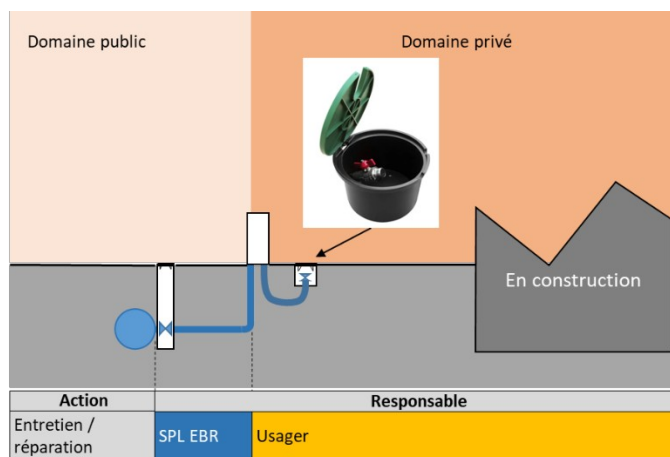 Domaine public
Domaine privé
En construction
Action
Responsable
Entretien /
réparation
SPL EBR
Usager